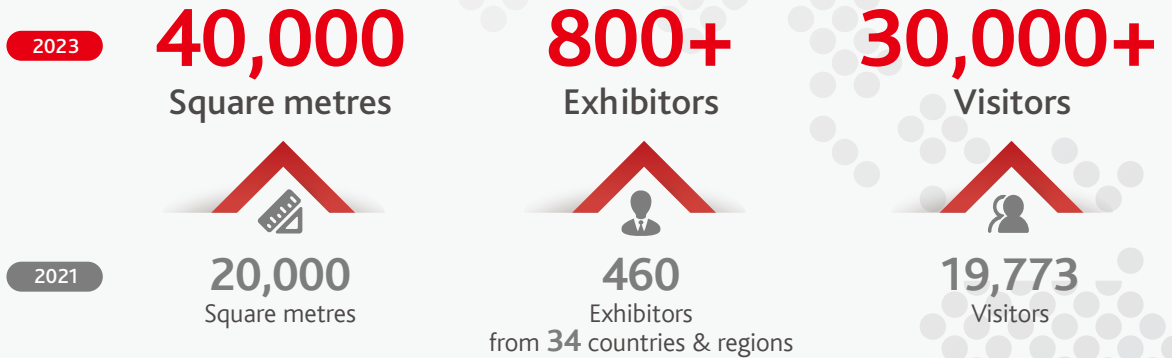 2023
40,000
Square metres
800+
Exhibitors
30,000+
Visitors
2021
20,000
Square metres
460
Exhibitors
from 34 countries & regions
19,773
Visitors